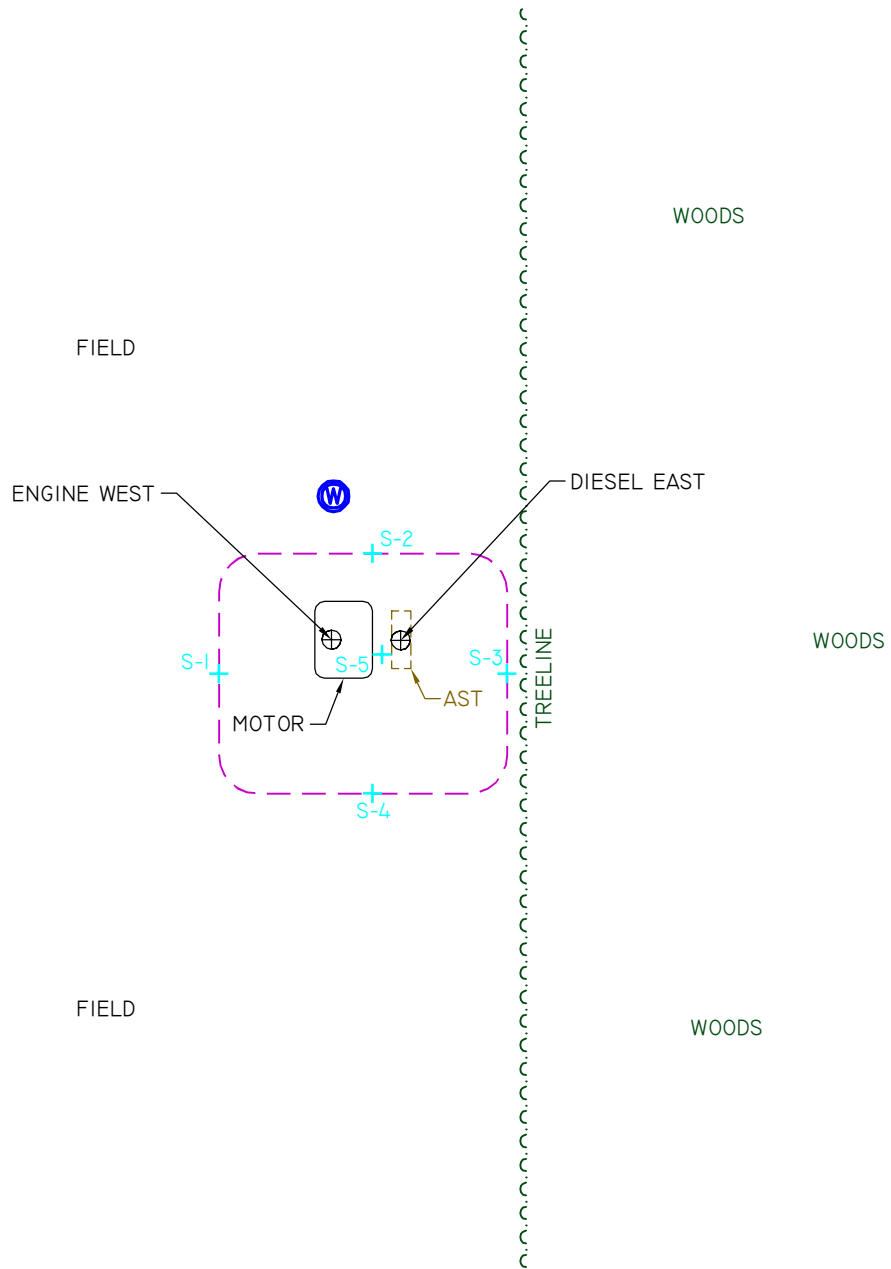 WOODS
FIELD
DIESEL EAST
ENGINE WEST
W
S-2
TREELINE
WOODS
S-1
S-5
S-3
AST
MOTOR
S-4
FIELD
WOODS